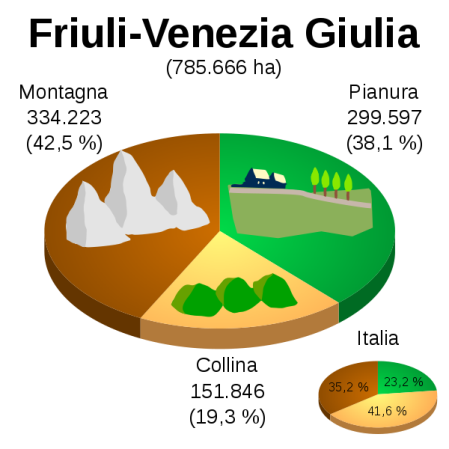 Friuli-Venezia Giulia
(785.666 ha)
Montagna
334.223
(42,5 %)
Pianura
299.597
(38,1 %)
Collina
151.846
(19,3 %)
Italia
35,2 %
23,2 %
41,6 %